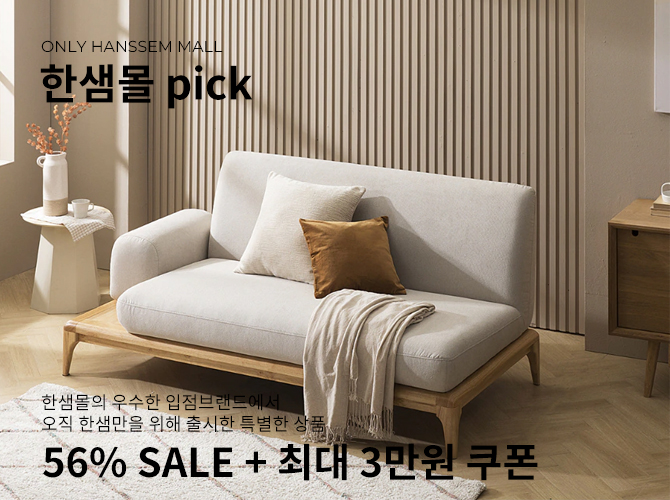 ONLY HANSSEM MALL
한샘몰 pick
한샘몰의 우수한 입점브랜드에서
오직 한샘만을 위해 출시한 특별한 상품
56% SALE + 최대 3만원 쿠폰